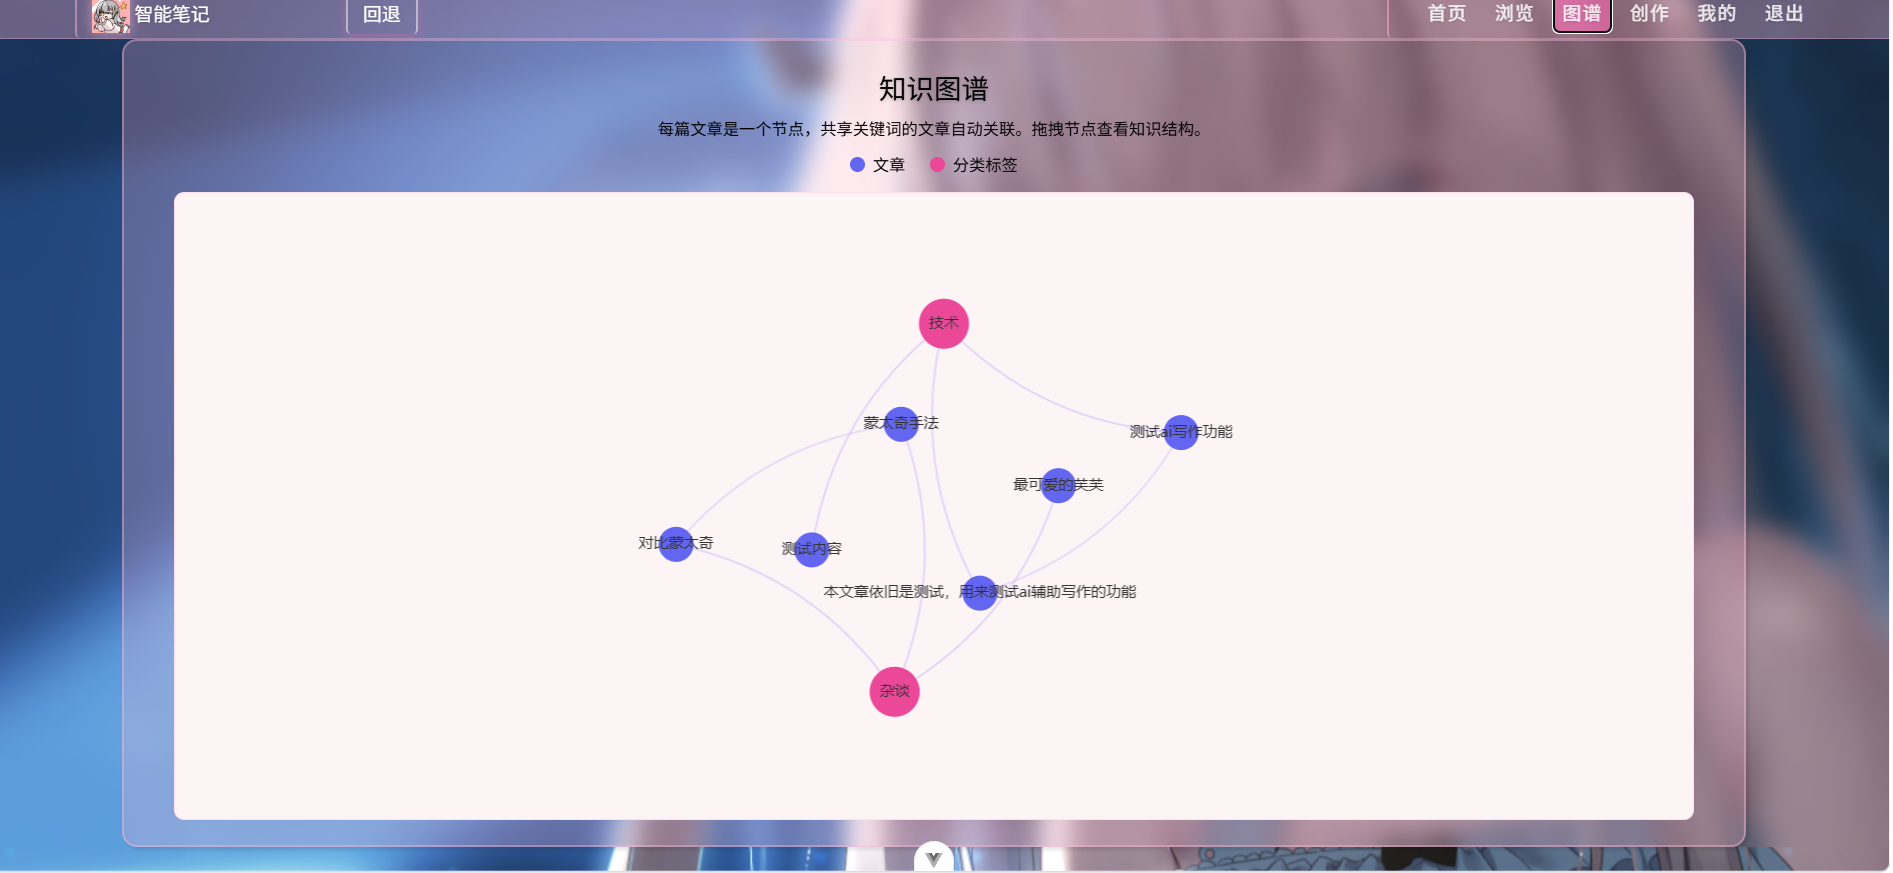 智能笔记
回退
首页
浏览
图谱
创作
我的
退出
知识图谱
每篇文章是一个节点，共享关键词的文章自动关联。拖拽节点查看知识结构。
文章
分类标签
技术
蒙太奇手法
测试ai写作功能
最可爱的芙芙
对比蒙太奇
测试内容
本文章依旧是测试，用来测试ai辅助写作的功能
杂谈